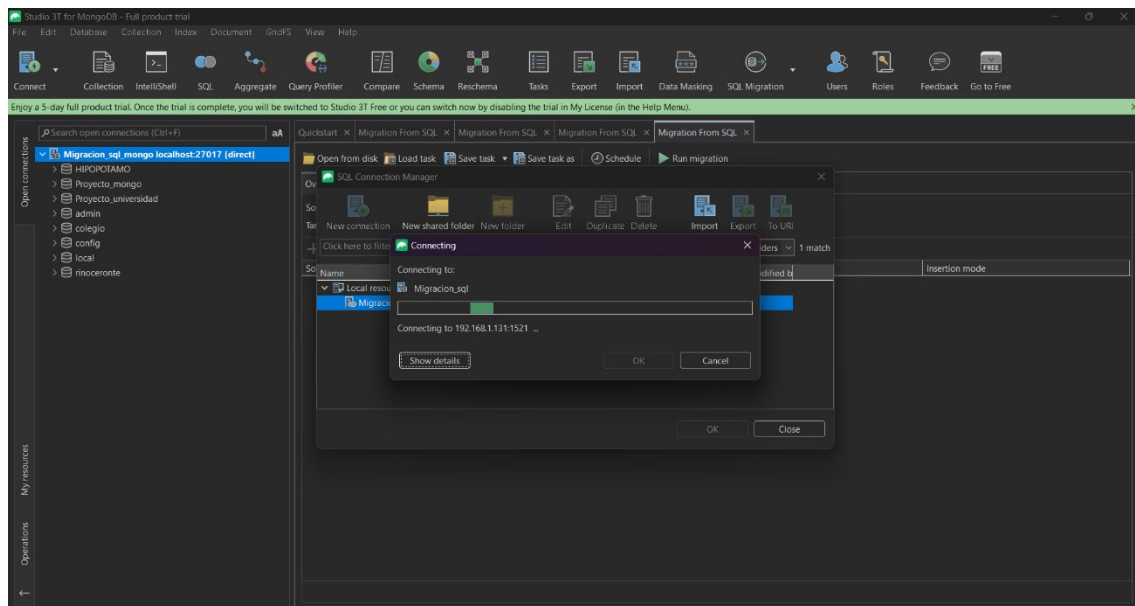 Studio 3T for MongoDB - Full product trial
File Edit Database Collection Index Document GridFS View Help
Connect Collection IntelliShell SQL Aggregate Query Profiler Compare Schema Reschema Tasks Export Import Data Masking SQL Migration Users Roles Feedback Go to Free
FREE
Enjoy a 5-day full product trial. Once the trial is complete, you will be switched to Studio 3T Free or you can switch now by disabling the trial in My License (in the Help Menu).
Open connections
Search open connections (Ctrl+F) aA
Migracion_sql_mongo localhost:27017 [direct]
HIPOPOTAMO
Proyecto_mongo
Proyecto_universidad
admin
colegio
config
local
rinoceronte
My resources
Operations
Quickstart Migration From SQL Migration From SQL Migration From SQL Migration From SQL
Open from disk Load task Save task Save task as Schedule Run migration
Ov
So
Tar
So
Insertion mode
SQL Connection Manager
New connection New shared folder New folder Edit Duplicate Delete Import Export To URI
Click here to filte
ders 1 match
Name
dified b
Local resou
Migracio
Connecting
Connecting to:
Migracion_sql
Connecting to 192.168.1.131:1521 ...
Show details OK Cancel
OK Close